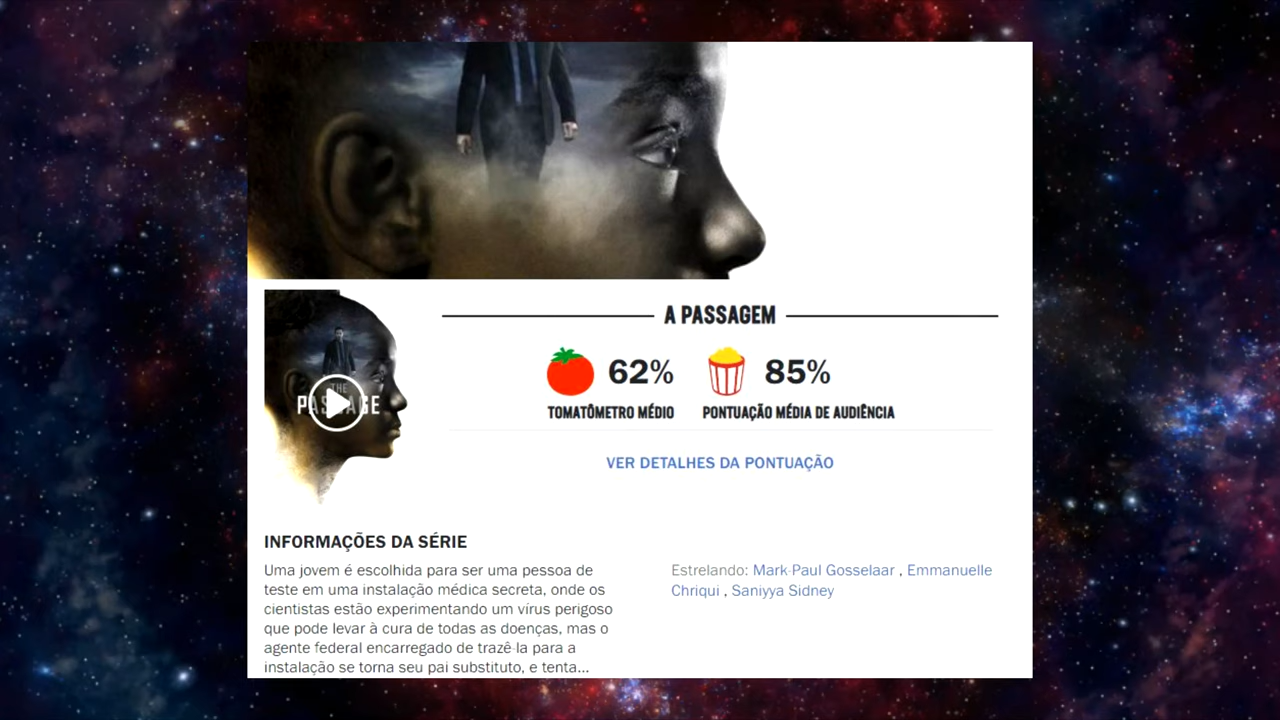 A PASSAGEM
62% 85%
TOMATÔMETRO MÉDIO PONTUAÇÃO MÉDIA DE AUDIÊNCIA
THE
PASSAGE
VER DETALHES DA PONTUAÇÃO
INFORMAÇÕES DA SÉRIE
Uma jovem é escolhida para ser uma pessoa de
teste em uma instalação médica secreta, onde os
cientistas estão experimentando um vírus perigoso
que pode levar à cura de todas as doenças, mas o
agente federal encarregado de trazê-la para a
instalação se torna seu pai substituto, e tenta...
Estrelando: Mark-Paul Gosselaar , Emmanuelle
Chriqui , Saniyya Sidney